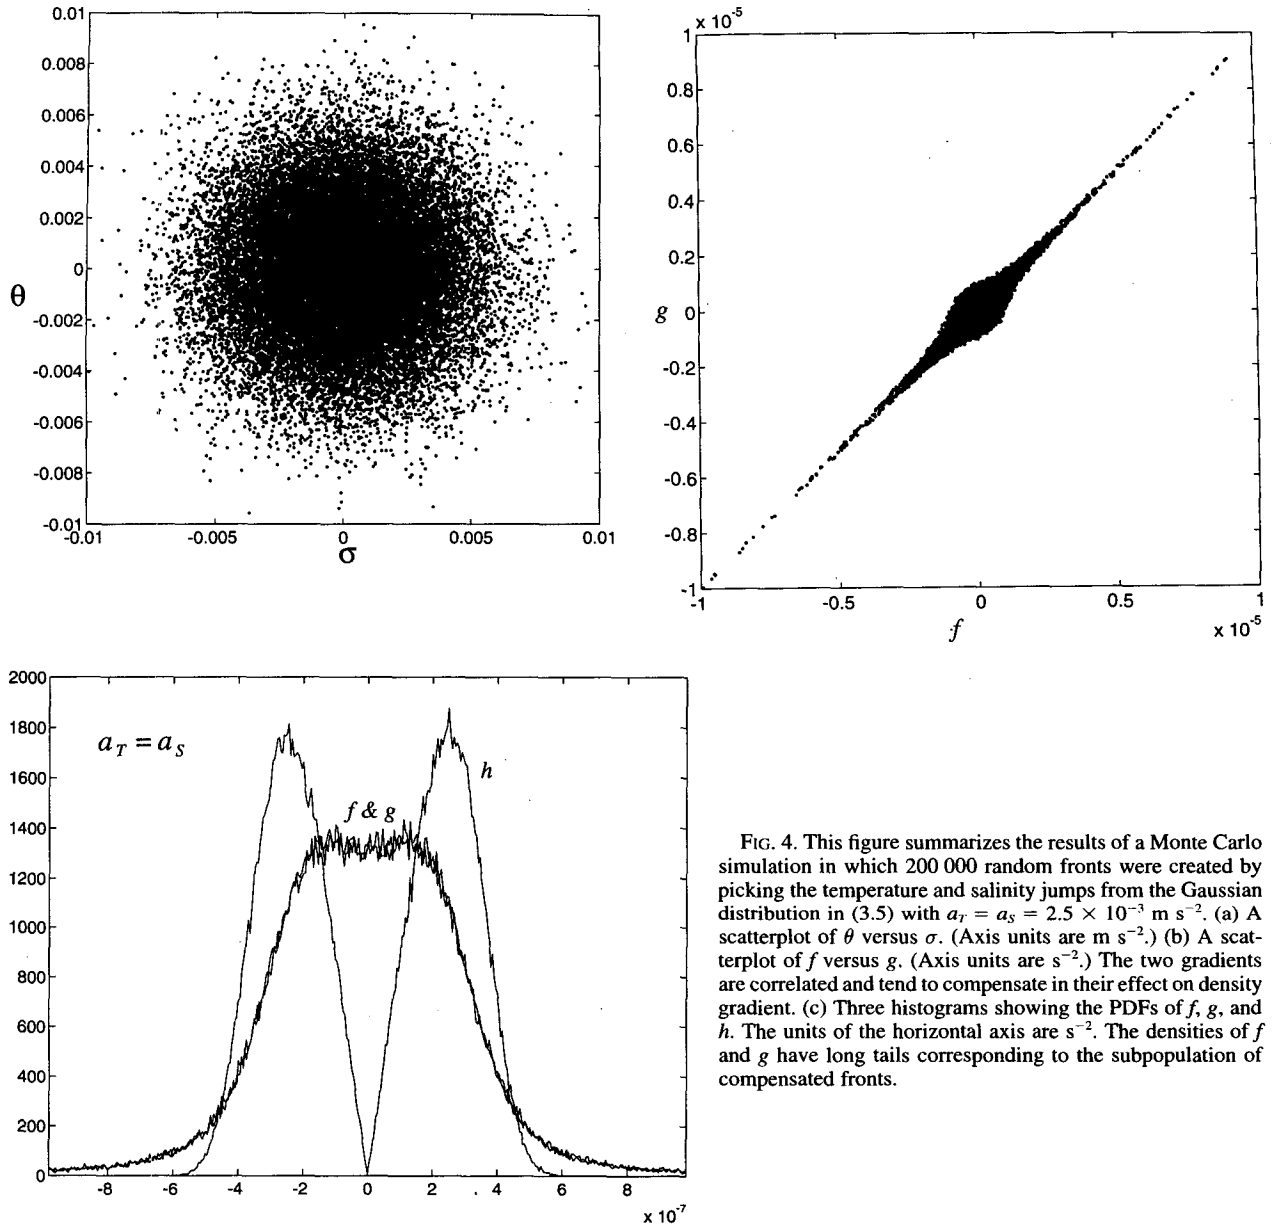 0.01
0.008
0.006
0.004
0.002
0
θ
-0.002
-0.004
-0.006
-0.008
-0.01
-0.01 -0.005 0 0.005 0.01
σ
x 10⁻⁵
1
0.8
0.6
0.4
0.2
g 0
-0.2
-0.4
-0.6
-0.8
-1
-1 -0.5 0 0.5 1
f x 10⁻⁵
2000
1800
1600
1400
1200
1000
800
600
400
200
0
a_T = a_S
h
f & g
-8 -6 -4 -2 0 2 4 6 8
x 10⁻⁷
FIG. 4. This figure summarizes the results of a Monte Carlo
simulation in which 200 000 random fronts were created by
picking the temperature and salinity jumps from the Gaussian
distribution in (3.5) with a_T = a_S = 2.5 × 10⁻³ m s⁻². (a) A
scatterplot of θ versus σ. (Axis units are m s⁻².) (b) A scat-
terplot of f versus g. (Axis units are s⁻².) The two gradients
are correlated and tend to compensate in their effect on density
gradient. (c) Three histograms showing the PDFs of f, g, and
h. The units of the horizontal axis are s⁻². The densities of f
and g have long tails corresponding to the subpopulation of
compensated fronts.